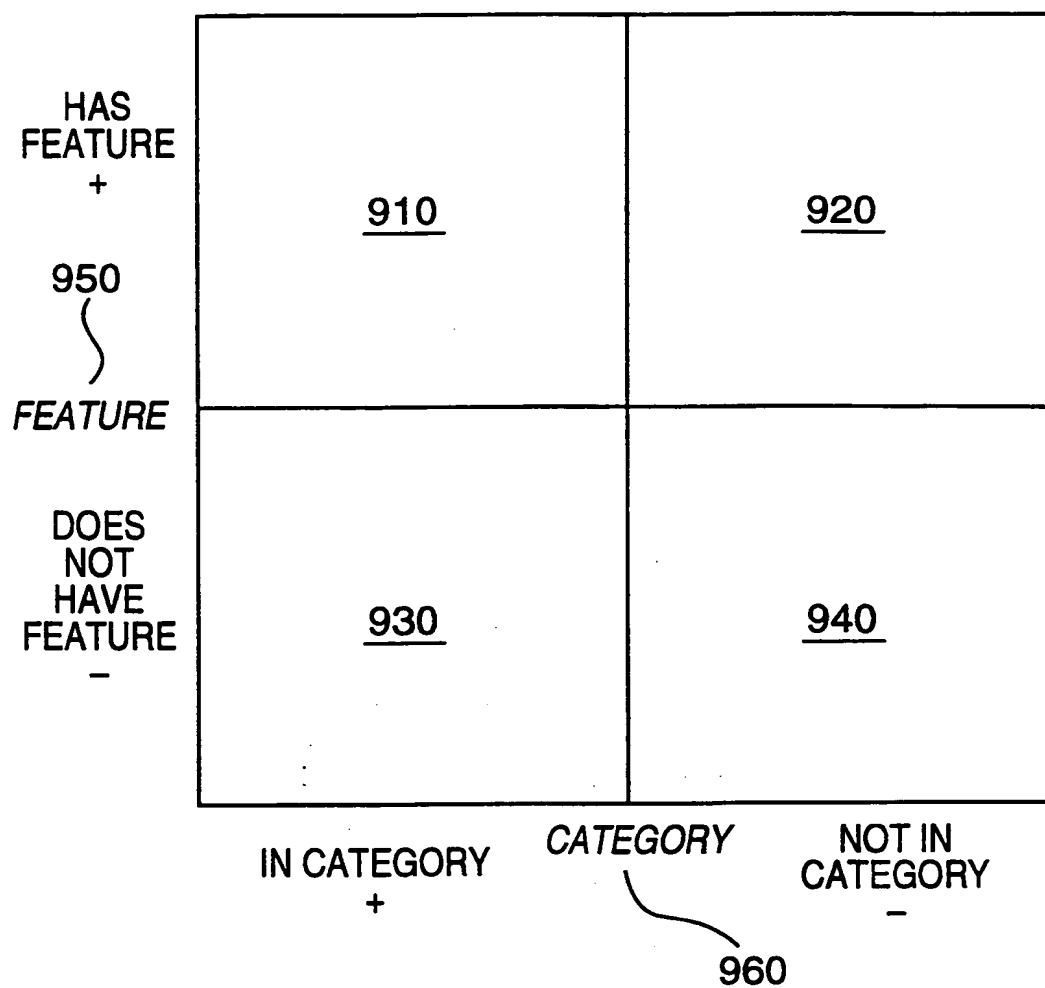 HAS
FEATURE
+
910
920
950
FEATURE
DOES
NOT
HAVE
FEATURE
–
930
940
IN CATEGORY
+
CATEGORY
NOT IN
CATEGORY
–
960